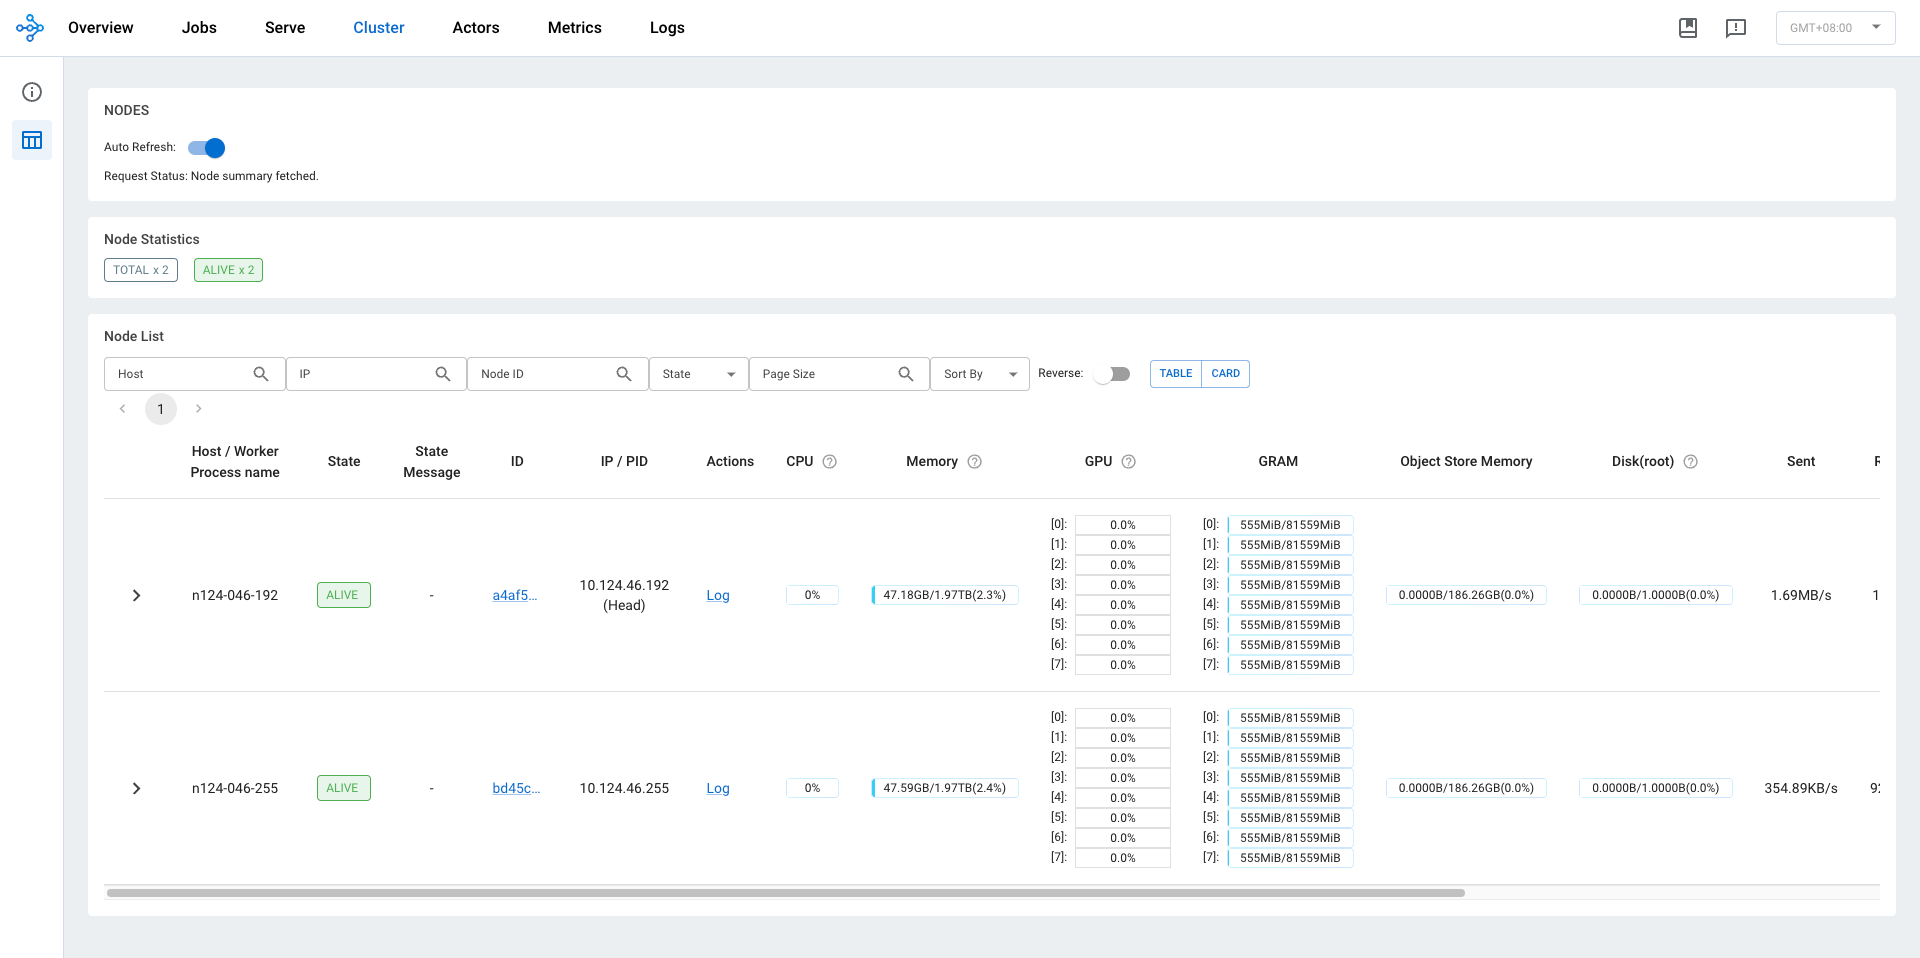 Overview Jobs Serve Cluster Actors Metrics Logs GMT+08:00
NODES
Auto Refresh:
Request Status: Node summary fetched.
Node Statistics
TOTAL x 2 ALIVE x 2
Node List
Host IP Node ID State Page Size Sort By Reverse: TABLE CARD
1
Host / Worker Process name State State Message ID IP / PID Actions CPU Memory GPU GRAM Object Store Memory Disk(root) Sent
[0]: 0.0% [0]: 555MiB/81559MiB
[1]: 0.0% [1]: 555MiB/81559MiB
[2]: 0.0% [2]: 555MiB/81559MiB
[3]: 0.0% [3]: 555MiB/81559MiB
n124-046-192 ALIVE - a4af5... 10.124.46.192 (Head) Log 0% 47.18GB/1.97TB(2.3%) 0.0000B/186.26GB(0.0%) 0.0000B/1.0000B(0.0%) 1.69MB/s 1
[4]: 0.0% [4]: 555MiB/81559MiB
[5]: 0.0% [5]: 555MiB/81559MiB
[6]: 0.0% [6]: 555MiB/81559MiB
[7]: 0.0% [7]: 555MiB/81559MiB
[0]: 0.0% [0]: 555MiB/81559MiB
[1]: 0.0% [1]: 555MiB/81559MiB
[2]: 0.0% [2]: 555MiB/81559MiB
[3]: 0.0% [3]: 555MiB/81559MiB
n124-046-255 ALIVE - bd45c... 10.124.46.255 Log 0% 47.59GB/1.97TB(2.4%) 0.0000B/186.26GB(0.0%) 0.0000B/1.0000B(0.0%) 354.89KB/s
[4]: 0.0% [4]: 555MiB/81559MiB
[5]: 0.0% [5]: 555MiB/81559MiB
[6]: 0.0% [6]: 555MiB/81559MiB
[7]: 0.0% [7]: 555MiB/81559MiB